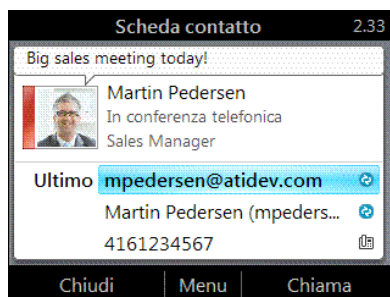 Scheda contatto 2.33
Big sales meeting today!
Martin Pedersen
In conferenza telefonica
Sales Manager
Ultimo mpedersen@atidev.com
Martin Pedersen (mpeders...
4161234567
Chiudi Menu Chiama